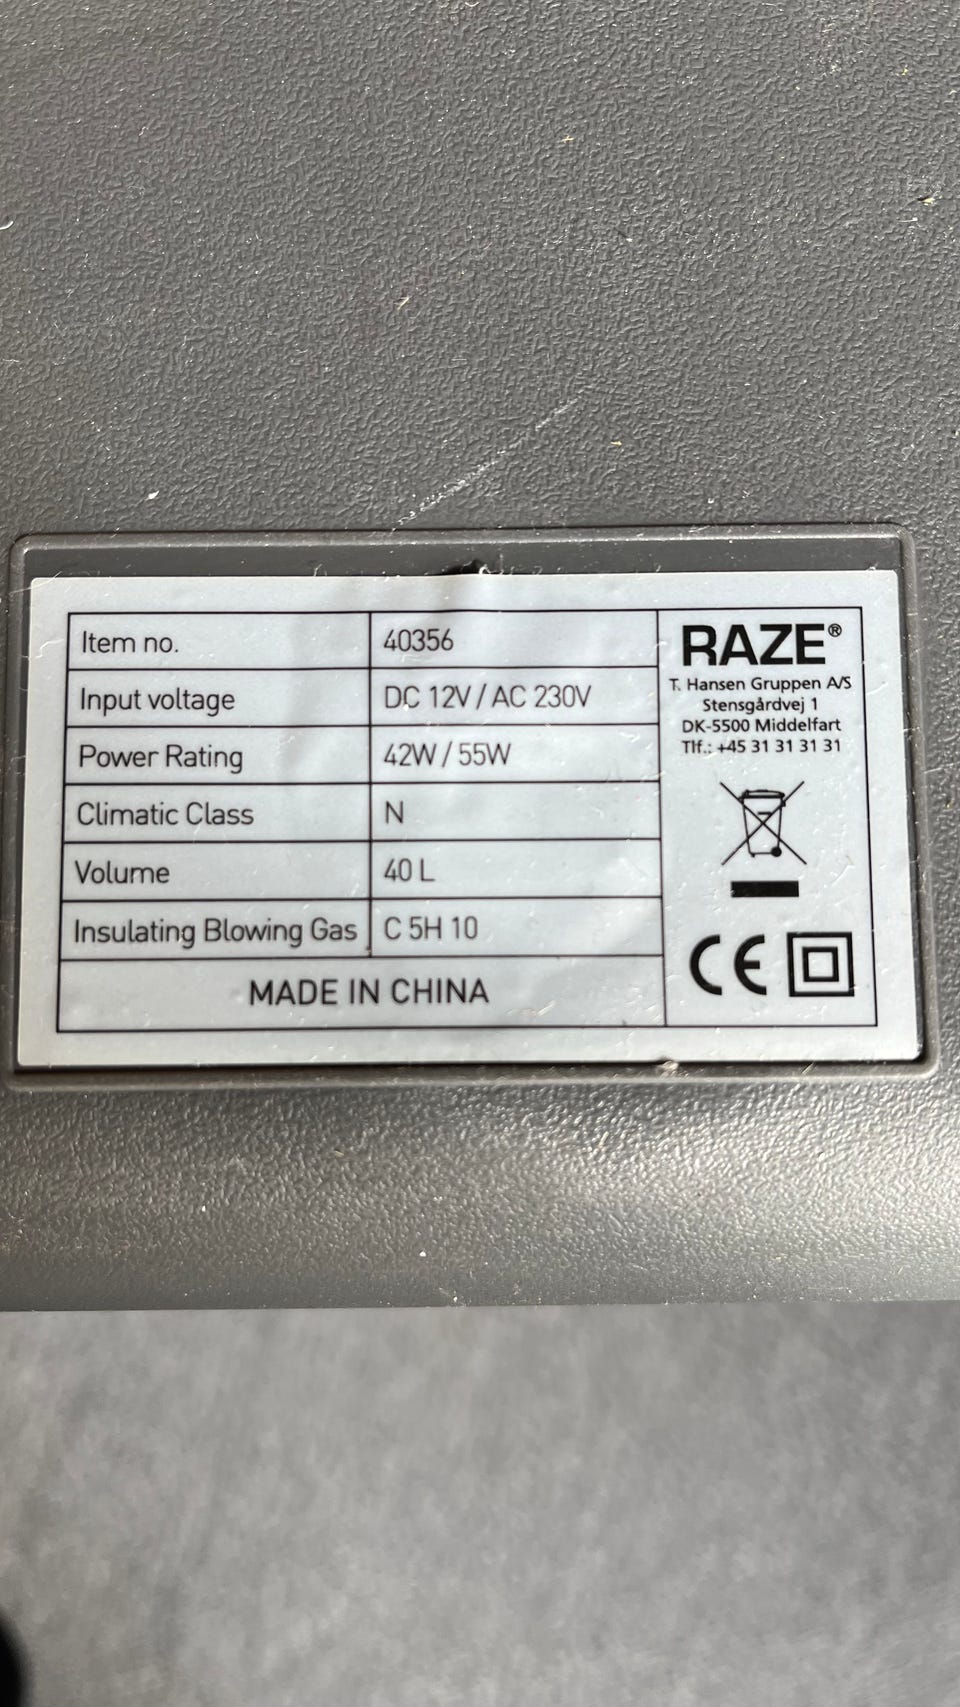 Item no. 40356
Input voltage DC 12V / AC 230V
Power Rating 42W / 55W
Climatic Class N
Volume 40 L
Insulating Blowing Gas C 5H 10
MADE IN CHINA
RAZE®
T. Hansen Gruppen A/S
Stensgårdvej 1
DK-5500 Middelfart
Tlf.: +45 31 31 31 31
CE